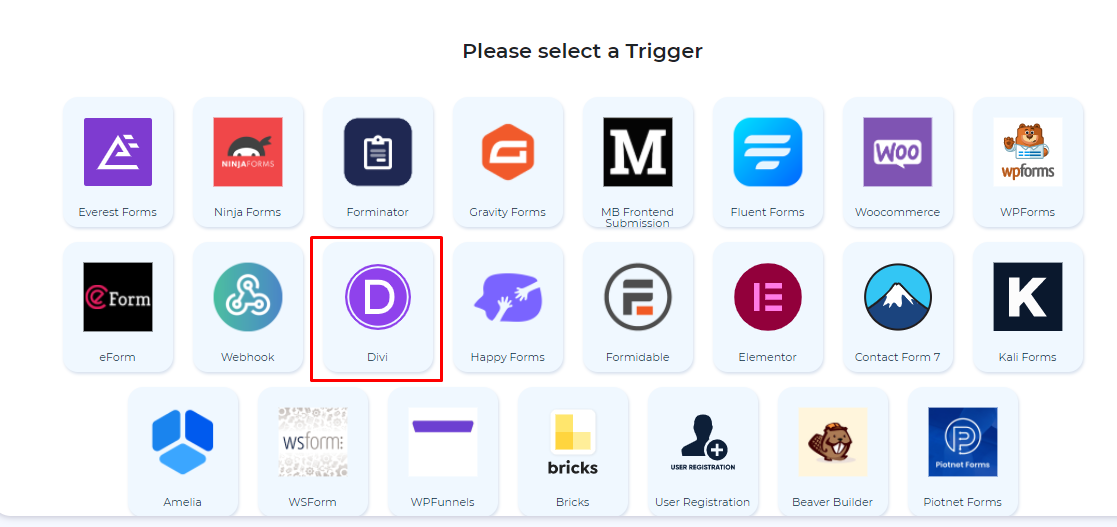 Please select a Trigger
NINJAFORMS
M
WOO
wpforms
Everest Forms
Ninja Forms
Forminator
Gravity Forms
MB Frontend
Submission
Fluent Forms
Woocommerce
WPForms
eForm
D
K
eForm
Webhook
Divi
Happy Forms
Formidable
Elementor
Contact Form 7
Kali Forms
wsform
bricks
USER REGISTRATION
Piotnet Forms
Amelia
WSForm
WPFunnels
Bricks
User Registration
Beaver Builder
Piotnet Forms